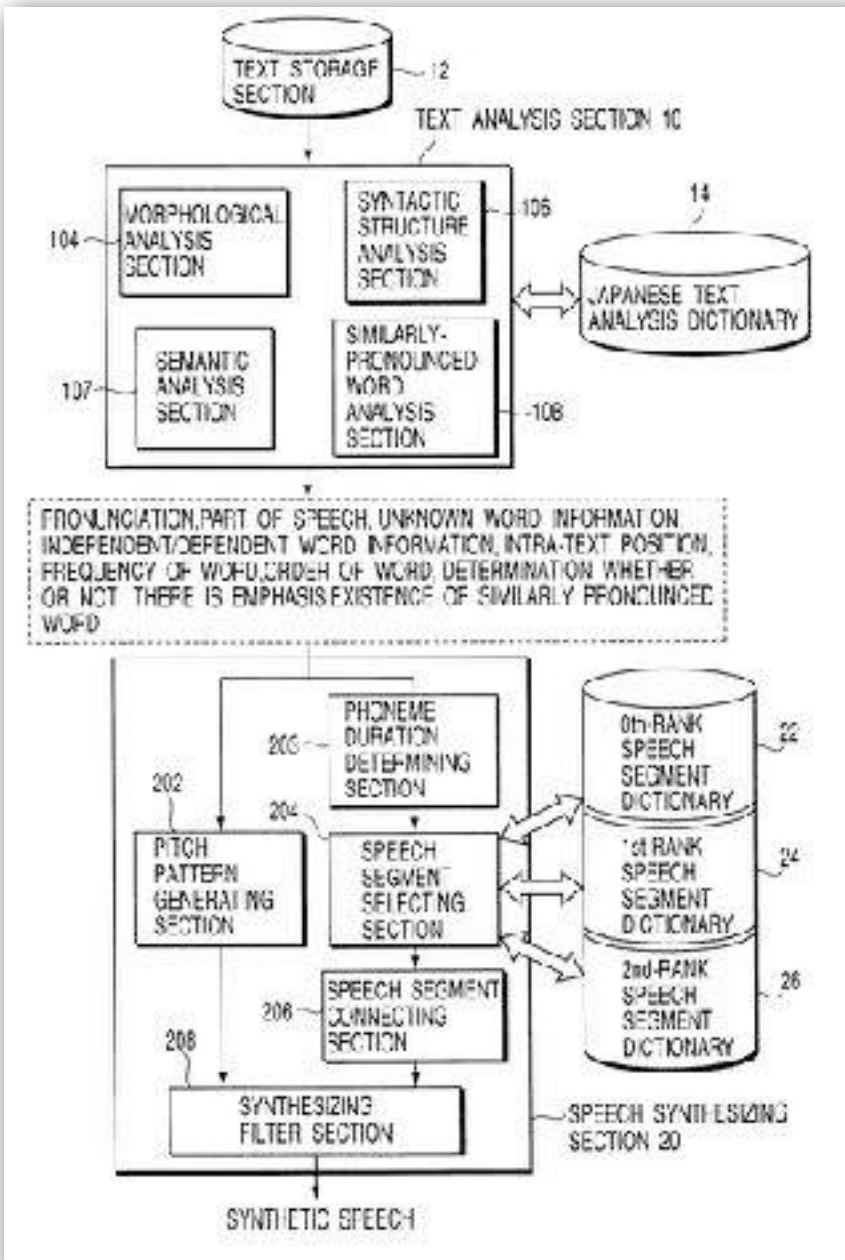 TEXT STORAGE
SECTION
12
TEXT ANALYSIS SECTION 10
MORPHOLOGICAL
ANALYSIS
SECTION
104
SYNTACTIC
STRUCTURE
ANALYSIS
SECTION
106
14
JAPANESE TEXT
ANALYSIS DICTIONARY
SEMANTIC
ANALYSIS
SECTION
107
SIMILARLY-
PRONOUNCED
WORD
ANALYSIS
SECTION
108
PRONUNCIATION, PART OF SPEECH, UNKNOWN WORD INFORMATION
INDEPENDENT/DEPENDENT WORD INFORMATION, INTRA-TEXT POSITION,
FREQUENCY OF WORD, ORDER OF WORD, DETERMINATION WHETHER
OR NOT THERE IS EMPHASIS, EXISTENCE OF SIMILARLY PRONOUNCED
WORD
203
PHONEME
DURATION
DETERMINING
SECTION
202
PITCH
PATTERN
GENERATING
SECTION
204
SPEECH
SEGMENT
SELECTING
SECTION
0th-RANK
SPEECH
SEGMENT
DICTIONARY
22
1st-RANK
SPEECH
SEGMENT
DICTIONARY
24
2nd-RANK
SPEECH
SEGMENT
DICTIONARY
26
206
SPEECH SEGMENT
CONNECTING
SECTION
208
SYNTHESIZING
FILTER SECTION
SPEECH SYNTHESIZING
SECTION 20
SYNTHETIC SPEECH